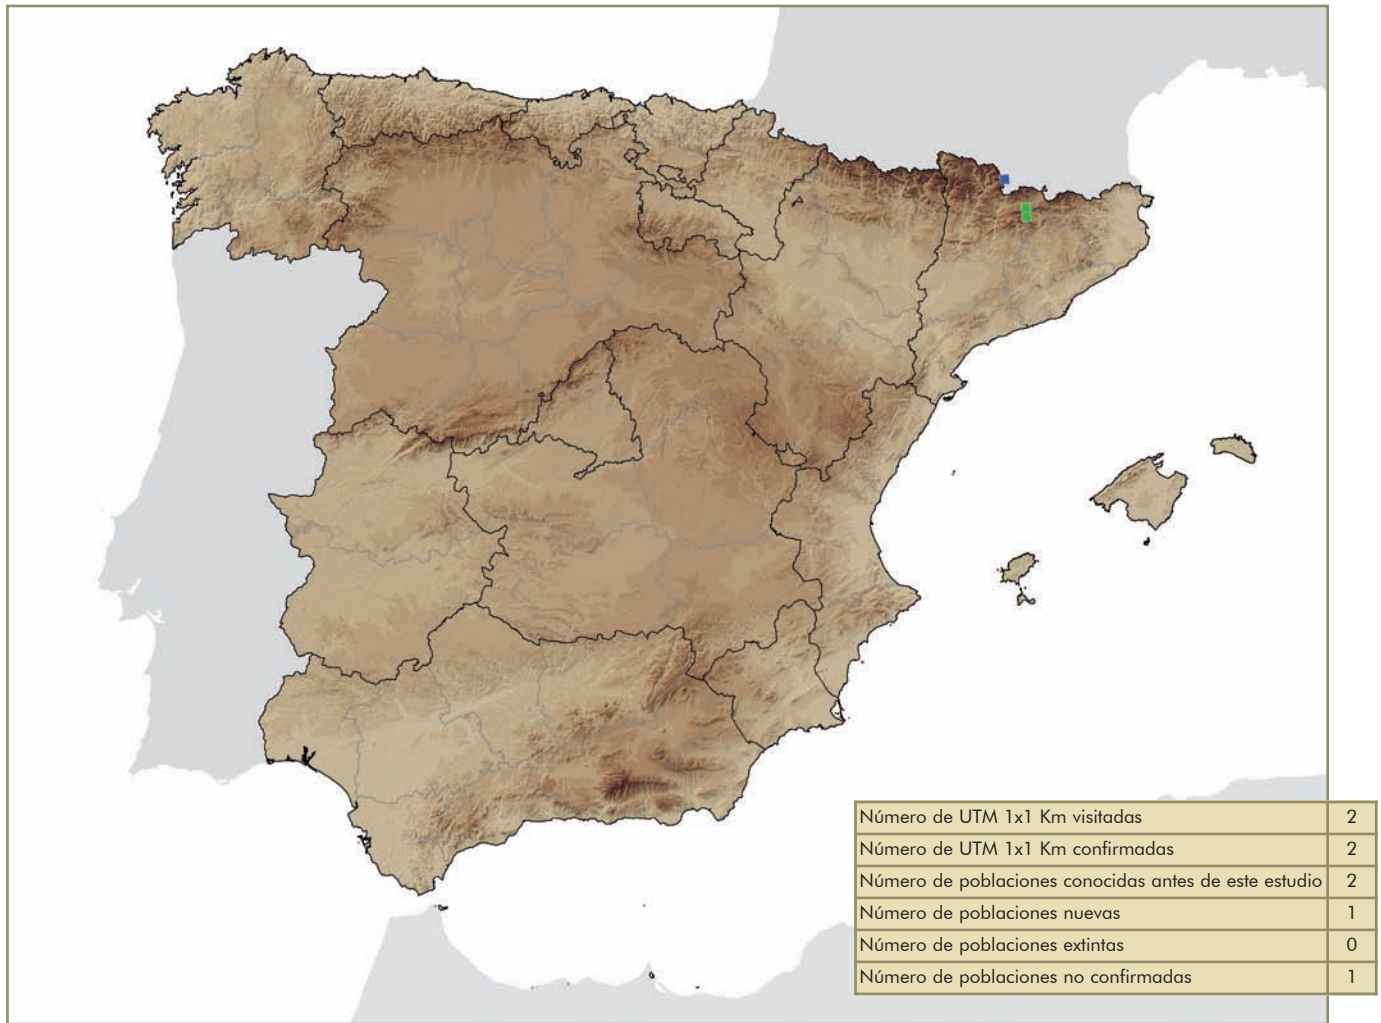 Número de UTM 1x1 Km visitadas 2
Número de UTM 1x1 Km confirmadas 2
Número de poblaciones conocidas antes de este estudio 2
Número de poblaciones nuevas 1
Número de poblaciones extintas 0
Número de poblaciones no confirmadas 1